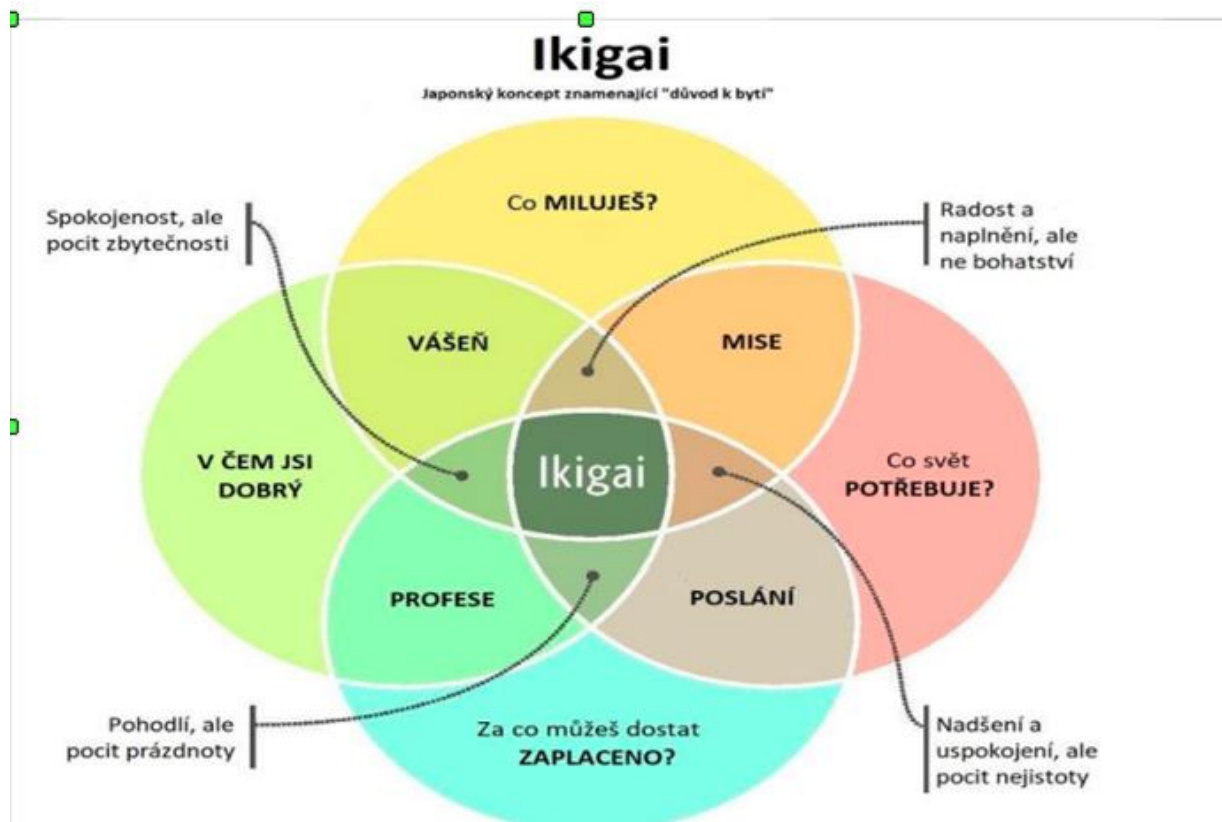 Ikigai
Japonský koncept znamenající "důvod k bytí"
Co MILUJEŠ?
Spokojenost, ale
pocit zbytečnosti
Radost a
naplnění, ale
ne bohatství
VÁŠEŇ
MISE
V ČEM JSI
DOBRÝ
Ikigai
Co svět
POTŘEBUJE?
PROFESE
POSLÁNÍ
Pohodlí, ale
pocit prázdnoty
Za co můžeš dostat
ZAPLACENO?
Nadšení a
uspokojení, ale
pocit nejistoty